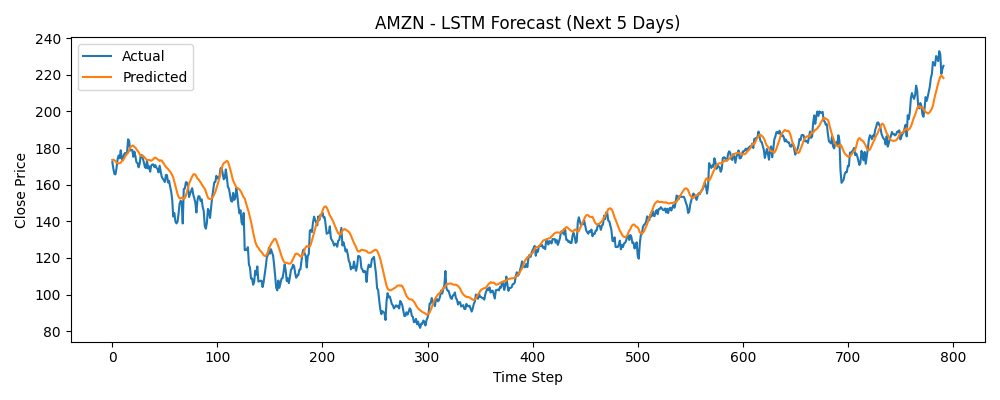 AMZN - LSTM Forecast (Next 5 Days)
Actual
Predicted
Close Price
240
220
200
180
160
140
120
100
80
0 100 200 300 400 500 600 700 800
Time Step